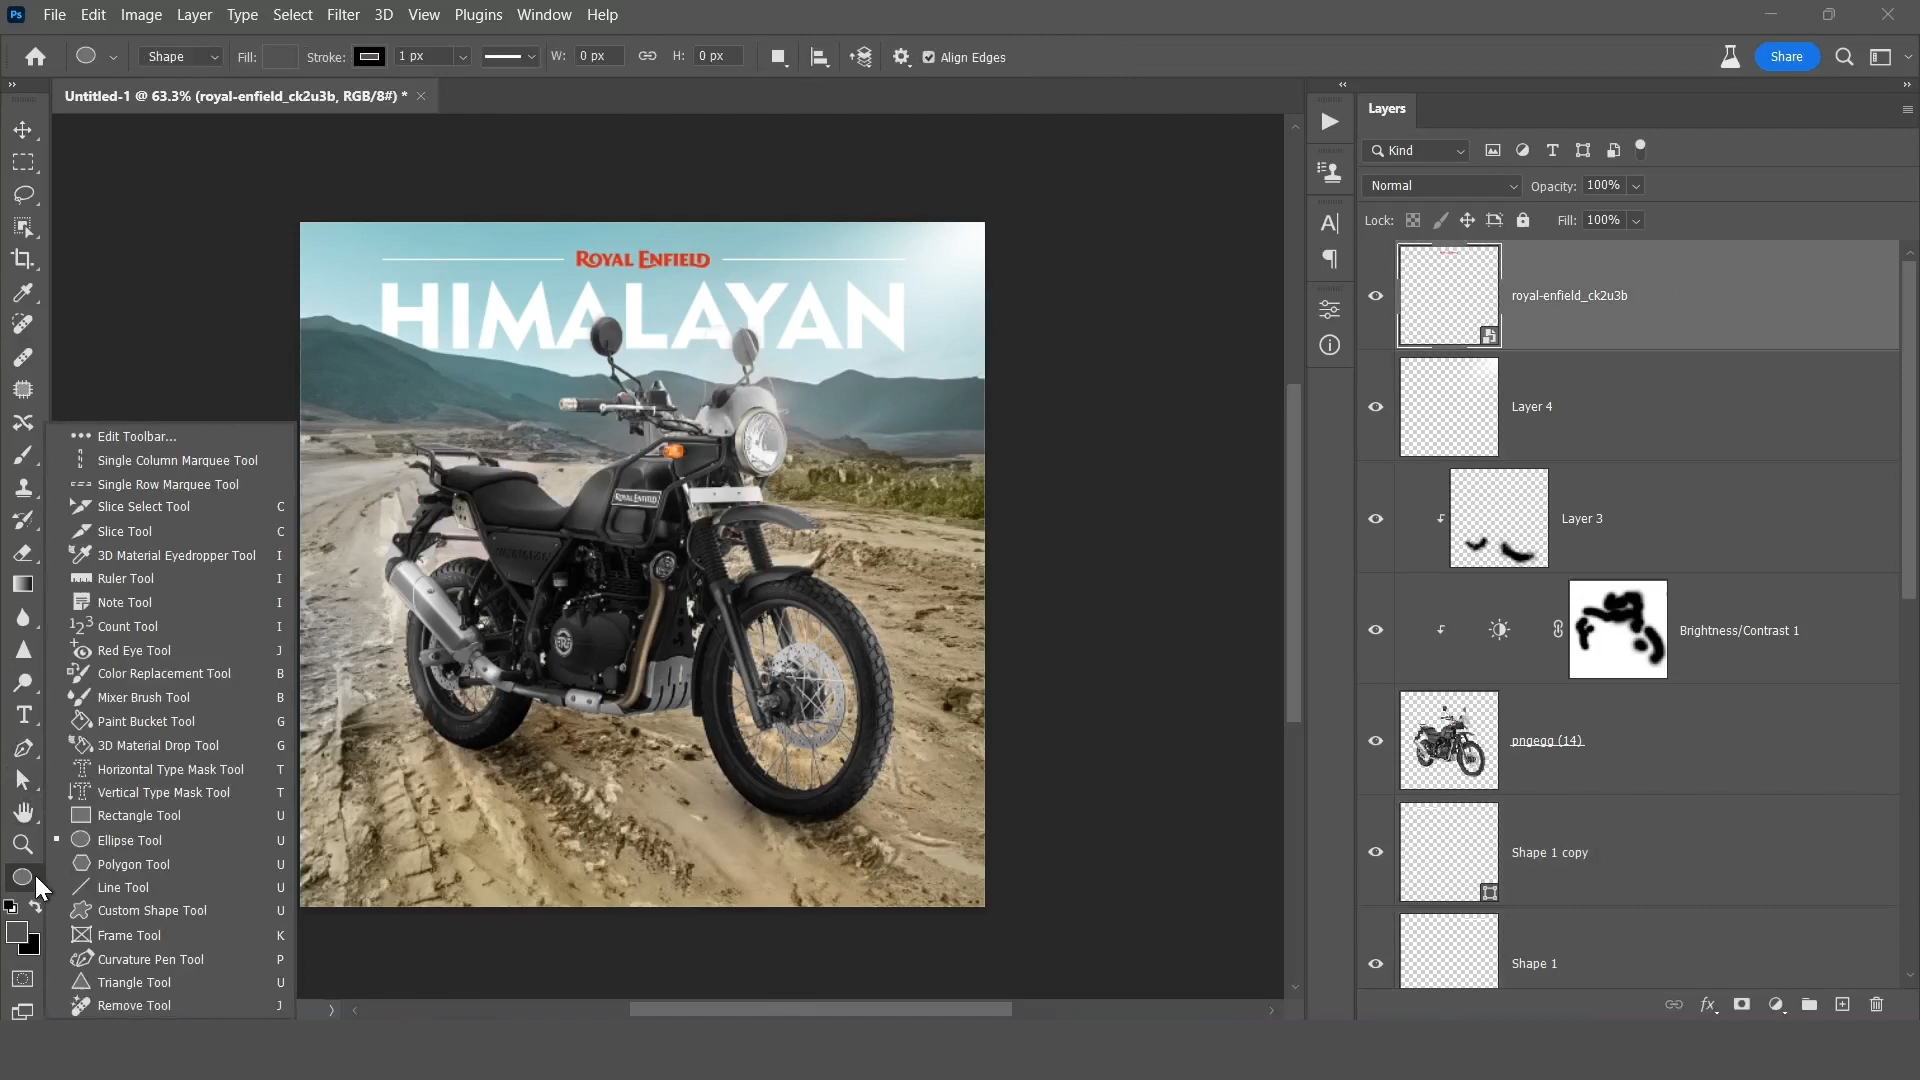 Ps File Edit Image Layer Type Select Filter 3D View Plugins Window Help
Shape Fill: Stroke: 1 px W: 0 px H: 0 px Align Edges Share
Untitled-1 @ 63.3% (royal-enfield_ck2u3b, RGB/8#) *
Layers
Kind
Normal Opacity: 100%
Lock: Fill: 100%
royal-enfield_ck2u3b
Layer 4
Layer 3
Brightness/Contrast 1
pngegg (14)
Shape 1 copy
Shape 1
ROYAL ENFIELD
HIMALAYAN
ROYAL ENFIELD
Edit Toolbar...
Single Column Marquee Tool
Single Row Marquee Tool
Slice Select Tool C
Slice Tool C
3D Material Eyedropper Tool I
Ruler Tool I
Note Tool I
Count Tool I
Red Eye Tool J
Color Replacement Tool B
Mixer Brush Tool B
Paint Bucket Tool G
3D Material Drop Tool G
Horizontal Type Mask Tool T
Vertical Type Mask Tool T
Rectangle Tool U
Ellipse Tool U
Polygon Tool U
Line Tool U
Custom Shape Tool U
Frame Tool K
Curvature Pen Tool P
Triangle Tool U
Remove Tool J